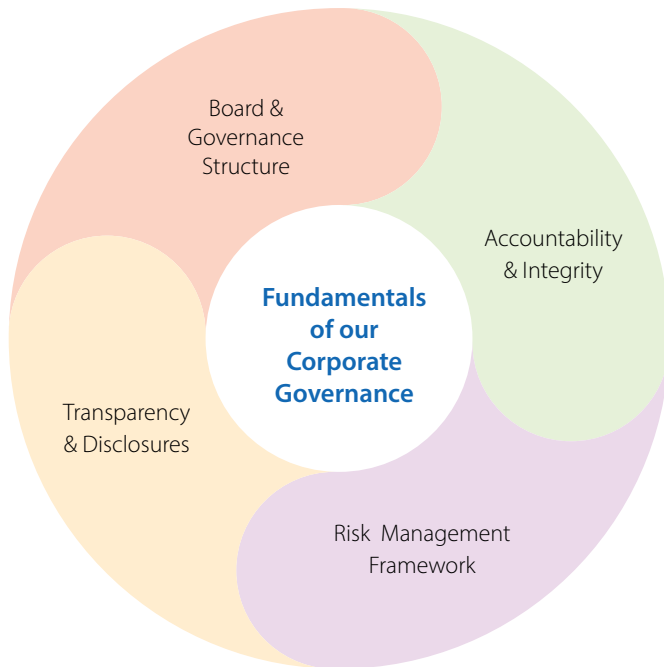 Board &
Governance
Structure
Accountability
& Integrity
Fundamentals
of our
Corporate
Governance
Transparency
& Disclosures
Risk Management
Framework